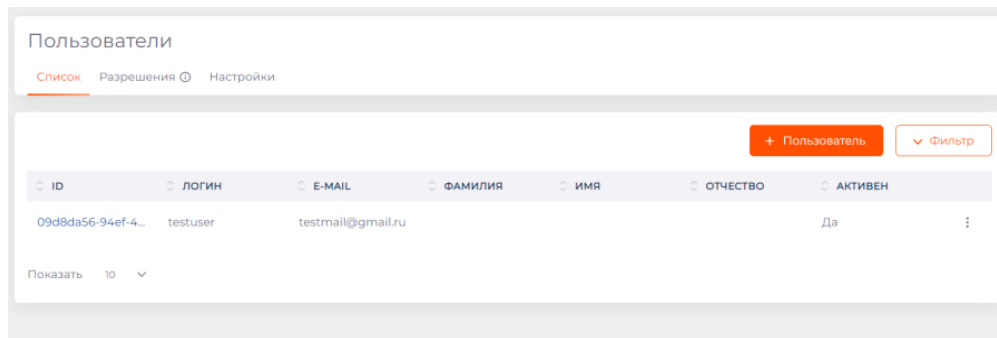 Пользователи
Список Разрешения Настройки
+ Пользователь Фильтр
ID ЛОГИН E-MAIL ФАМИЛИЯ ИМЯ ОТЧЕСТВО АКТИВЕН
09d8da56-94ef-4... testuser testmail@gmail.ru Да
Показать 10